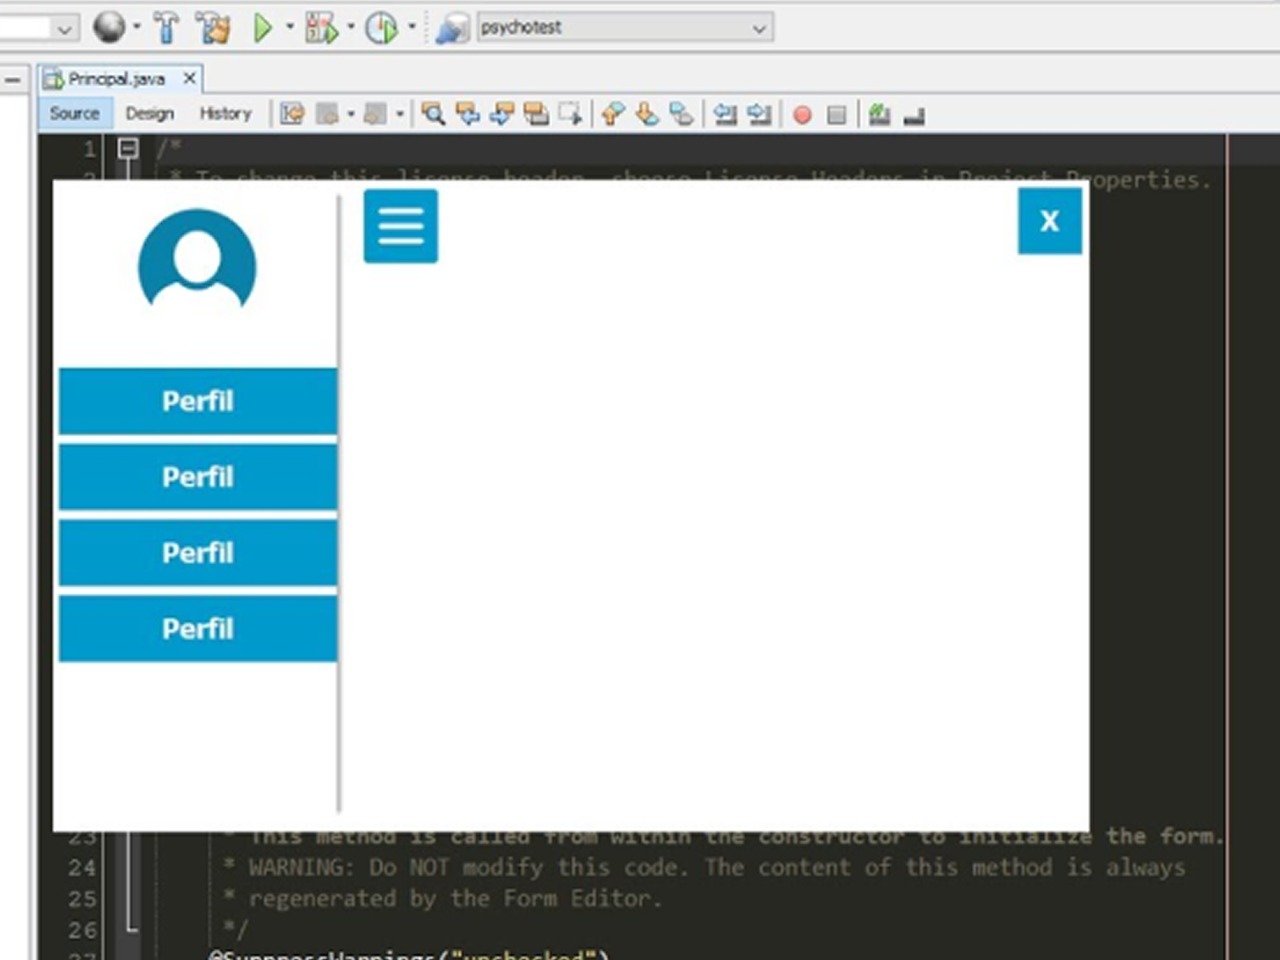 psychotest
Principal.java
Source Design History
1 /*
* To change this license header, choose License Headers in Project Properties.
X
Perfil
Perfil
Perfil
Perfil
23 * This method is called from within the constructor to initialize the form.
24 * WARNING: Do NOT modify this code. The content of this method is always
25 * regenerated by the Form Editor.
26 */
27 @SuppressWarnings("unchecked")